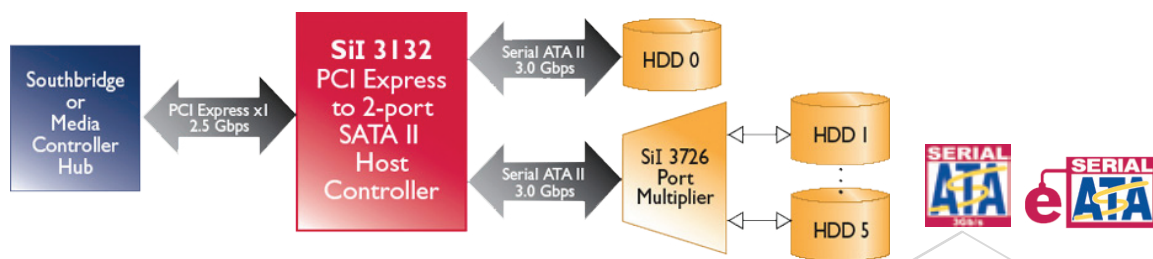 Southbridge
or
Media
Controller
Hub
PCI Express x1
2.5 Gbps
SiI 3132
PCI Express
to 2-port
SATA II
Host
Controller
Serial ATA II
3.0 Gbps
HDD 0
Serial ATA II
3.0 Gbps
SiI 3726
Port
Multiplier
HDD 1
HDD 5
SERIAL
ATA
3Gb/s
e
SERIAL
ATA